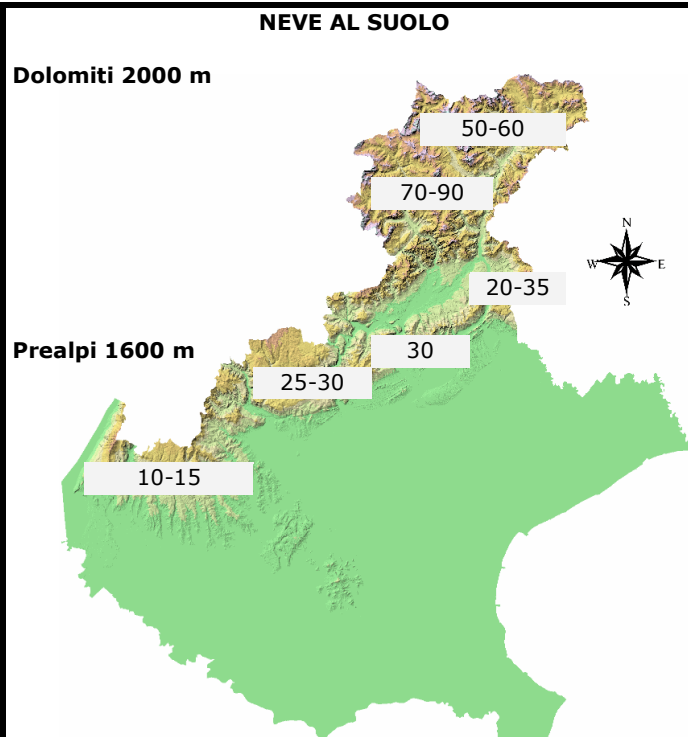 NEVE AL SUOLO
Dolomiti 2000 m
50-60
70-90
N
W E
S
20-35
Prealpi 1600 m
30
25-30
10-15